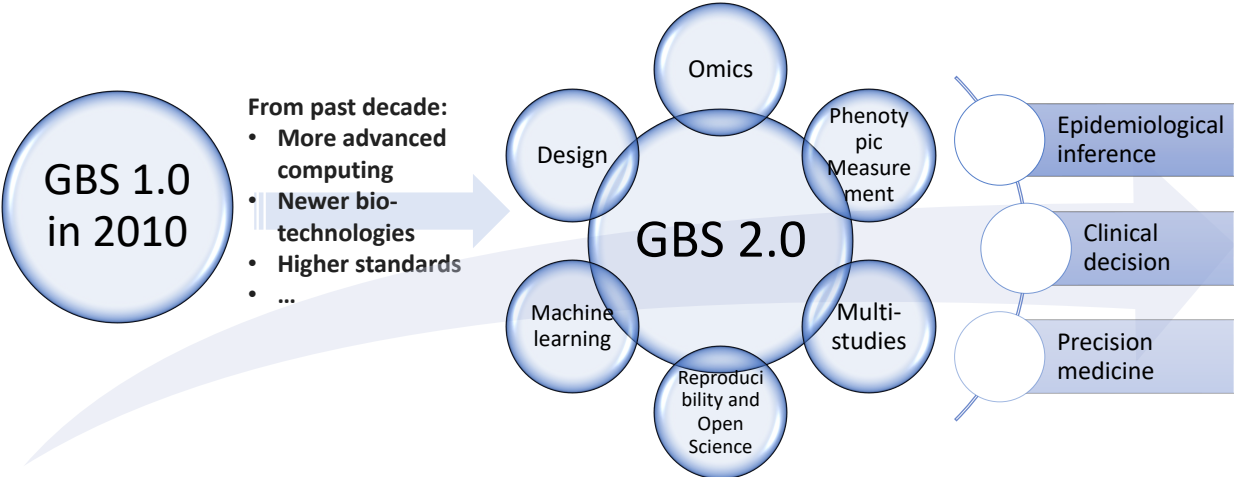 GBS 1.0
in 2010
From past decade:
• More advanced
computing
• Newer bio-
technologies
• Higher standards
• ...
Omics
Design
Phenoty
pic
Measure
ment
GBS 2.0
Machine
learning
Multi-
studies
Reproduci
bility and
Open
Science
Epidemiological
inference
Clinical
decision
Precision
medicine